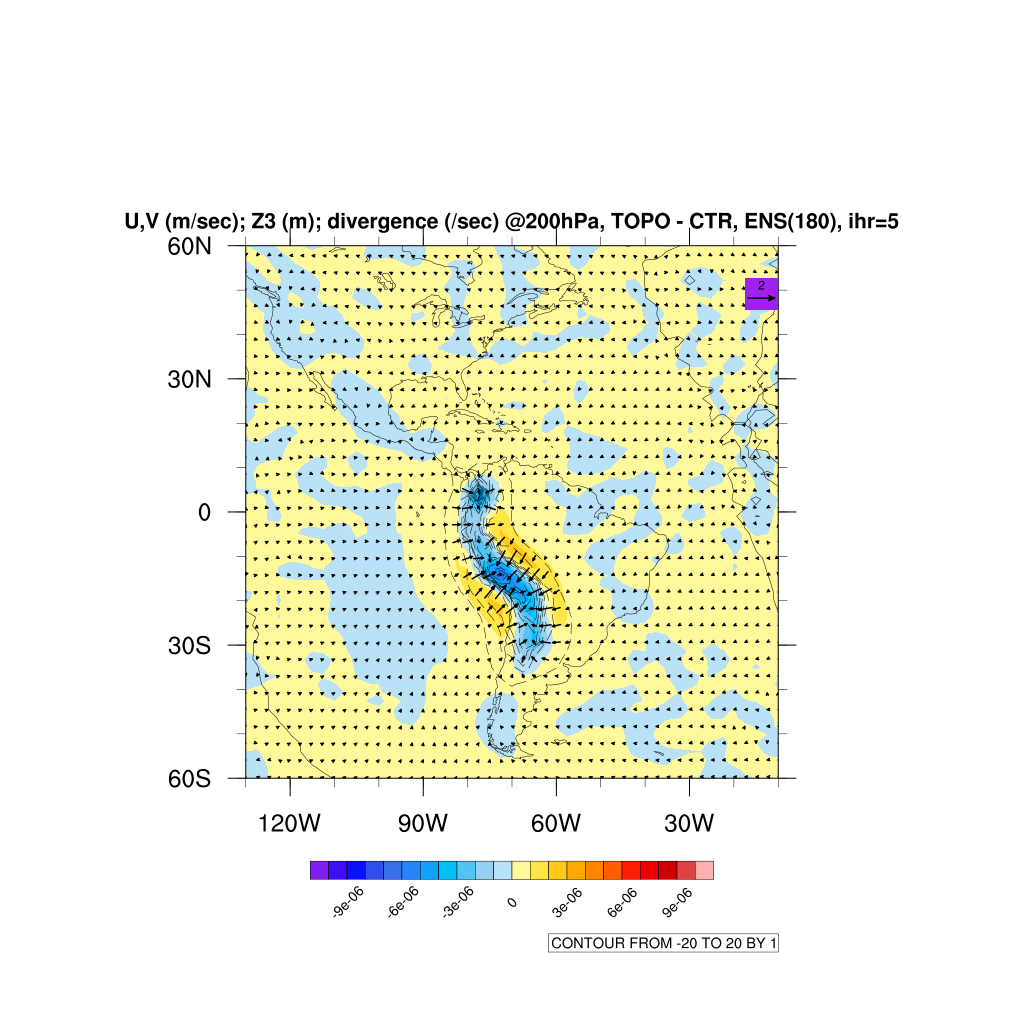 U,V (m/sec); Z3 (m); divergence (/sec) @200hPa, TOPO - CTR, ENS(180), ihr=5
60N
2
30N
0
30S
60S
120W 90W 60W 30W
-9e-06 -6e-06 -3e-06 0 3e-06 6e-06 9e-06
CONTOUR FROM -20 TO 20 BY 1